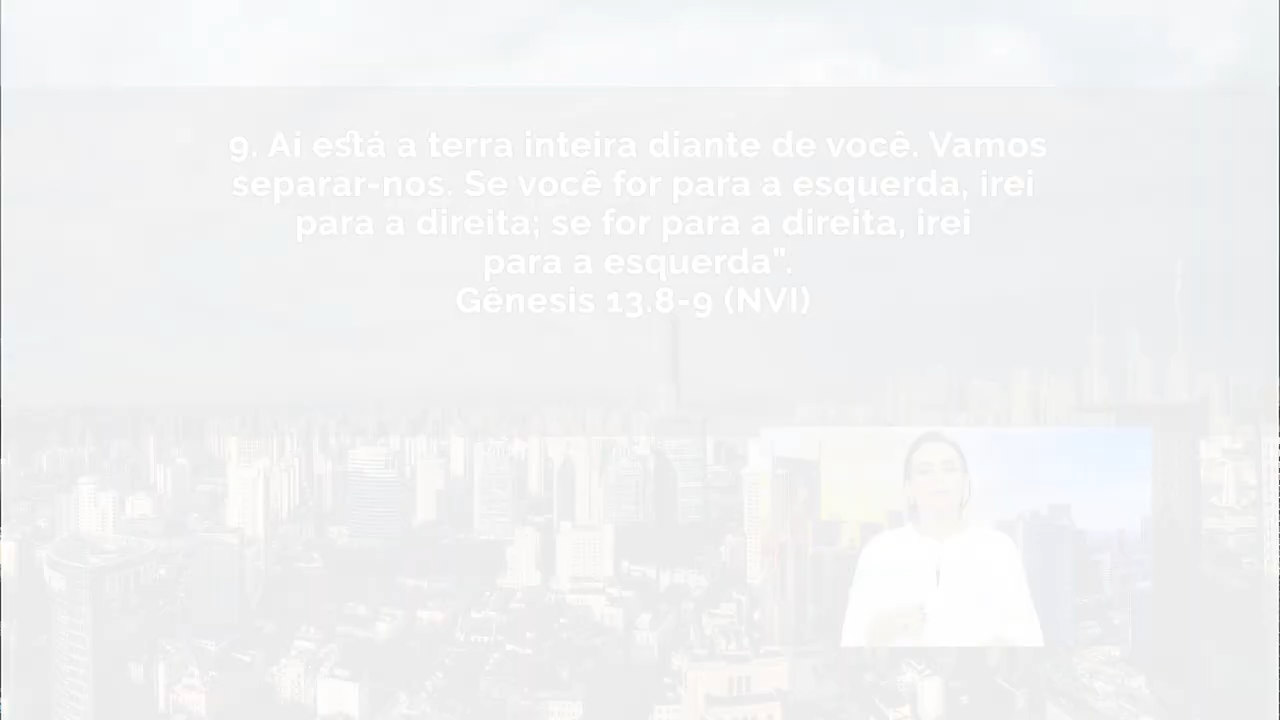 9. Aí está a terra inteira diante de você. Vamos
separar-nos. Se você for para a esquerda, irei
para a direita; se for para a direita, irei
para a esquerda".
Gênesis 13.8-9 (NVI)